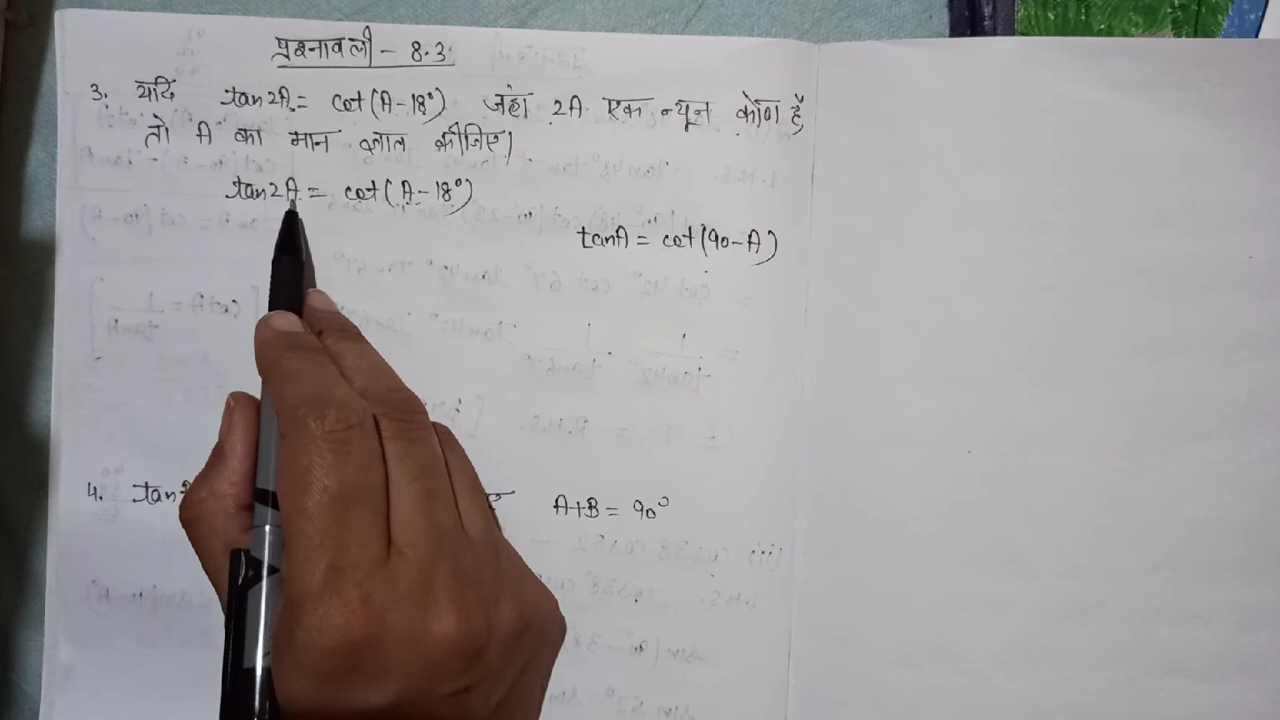 प्रश्नावली - 8.3
3. यदि tan2A = cot(A-18°) जहां 2A एक न्यून कोण है
तो A का मान ज्ञात कीजिए।
tan2A = cot(A-18°)
tanA = cot(90-A)
4. tan A+B = 90°